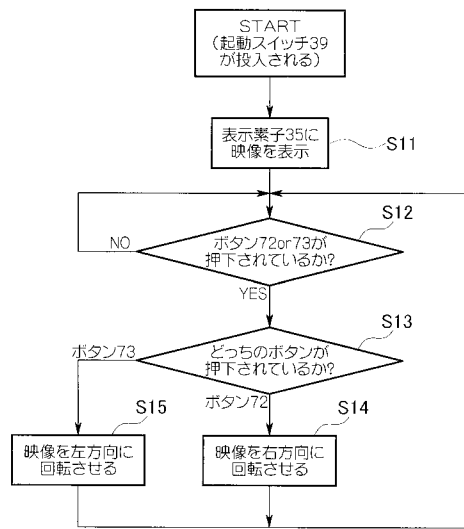 START
(起動スイッチ39
が投入される)
表示素子35に
映像を表示
S11
S12
ボタン72or73が
押下されているか?
NO
YES
S13
どっちのボタンが
押下されているか?
ボタン73
ボタン72
S15
S14
映像を左方向に
回転させる
映像を右方向に
回転させる